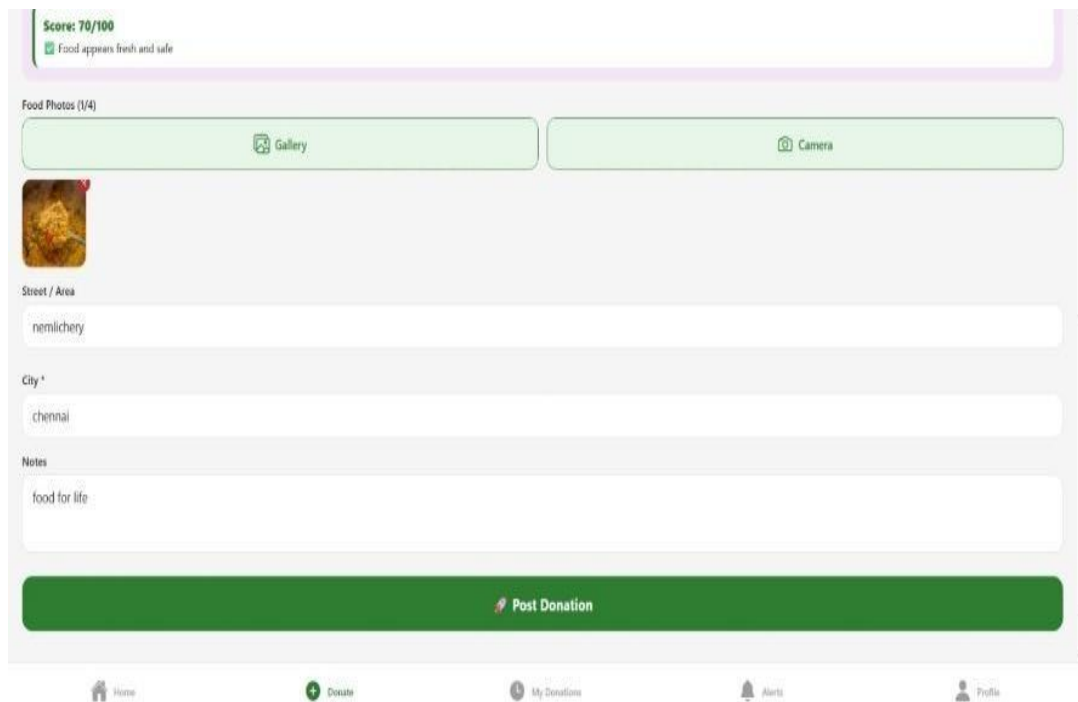 Score: 70/100
✅ Food appears fresh and safe
Food Photos (1/4)
Gallery
Camera
Street / Area
nemlichery
City *
chennai
Notes
food for life
🚀 Post Donation
Home
Donate
My Donations
Alerts
Profile